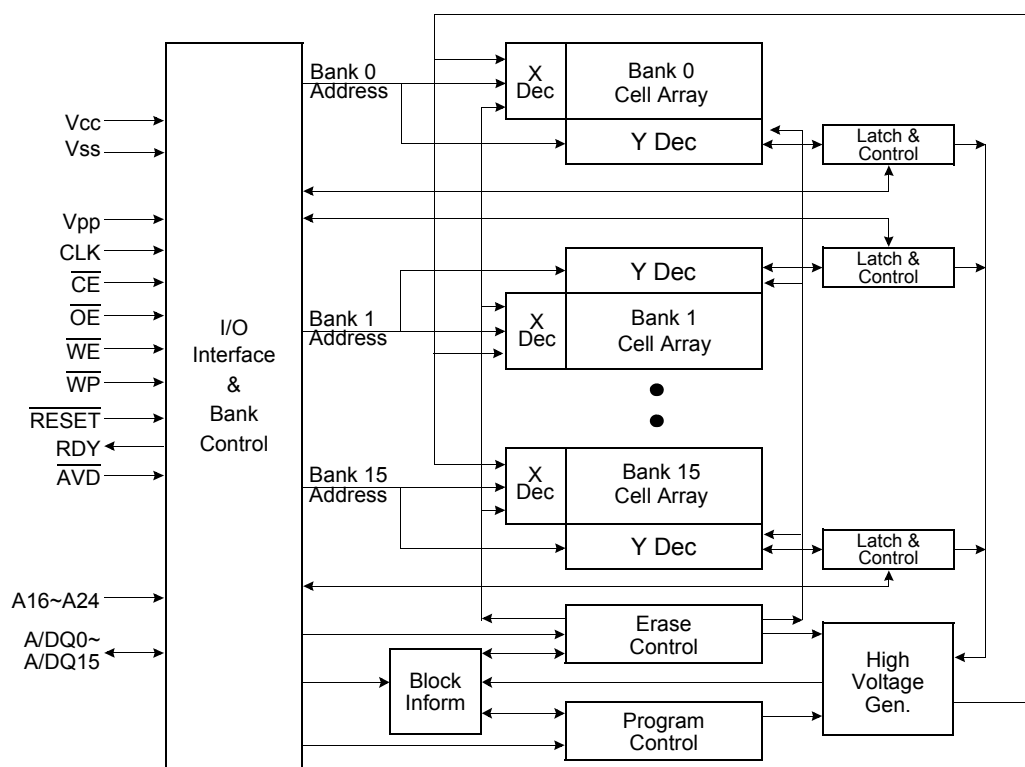 Vcc
Vss
Vpp
CLK
CE
OE
WE
WP
RESET
RDY
AVD
A16~A24
A/DQ0~
A/DQ15
I/O
Interface
&
Bank
Control
Bank 0
Address
X
Dec
Bank 0
Cell Array
Y Dec
Latch &
Control
Y Dec
Latch &
Control
Bank 1
Address
X
Dec
Bank 1
Cell Array
Bank 15
Address
X
Dec
Bank 15
Cell Array
Y Dec
Latch &
Control
Erase
Control
Block
Inform
Program
Control
High
Voltage
Gen.